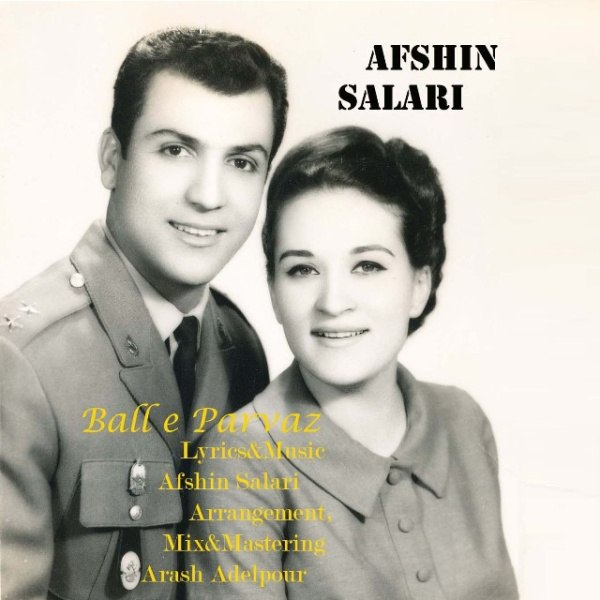 AFSHIN
SALARI
Ball e Parvaz
Lyrics&Music
Afshin Salari
Arrangement,
Mix&Mastering
Arash Adelpour